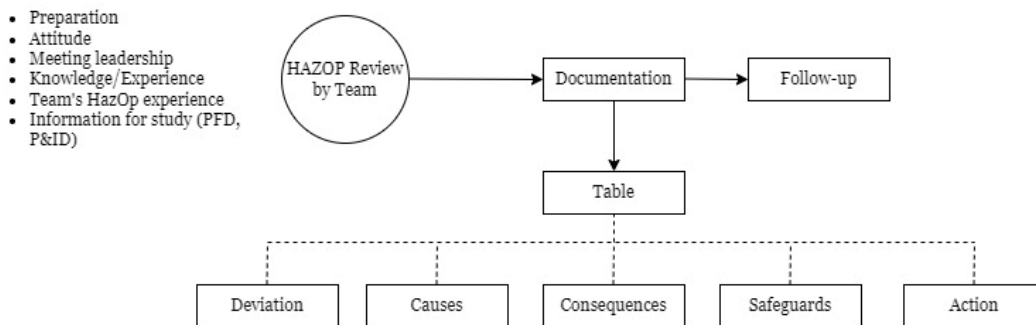 • Preparation
• Attitude
• Meeting leadership
• Knowledge/Experience
• Team's HazOp experience
• Information for study (PFD,
P&ID)
HAZOP Review
by Team
Documentation
Follow-up
Table
Deviation
Causes
Consequences
Safeguards
Action